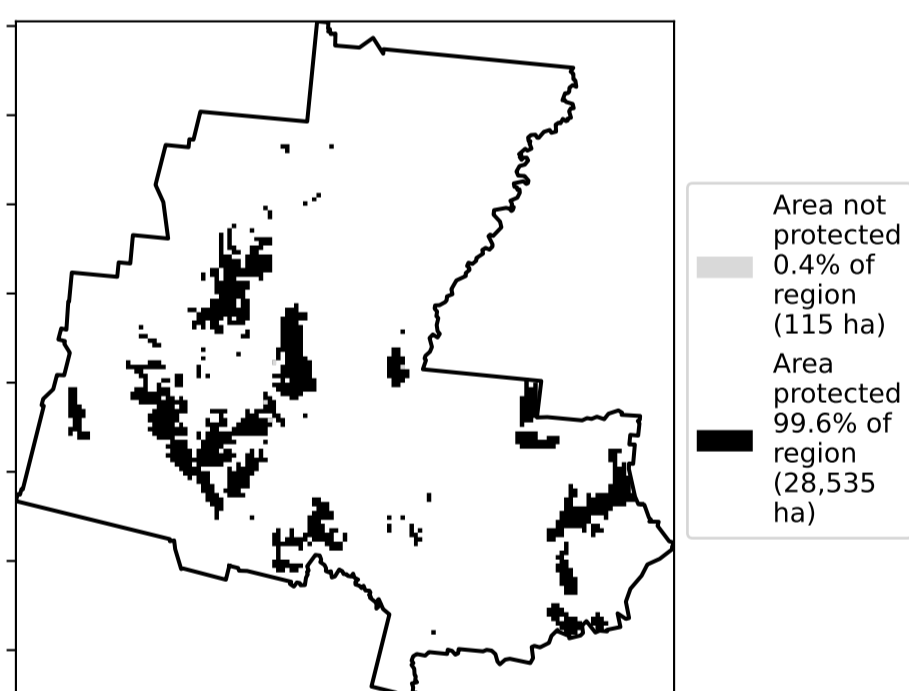 Area not
protected
0.4% of
region
(115 ha)
Area
protected
99.6% of
region
(28,535
ha)